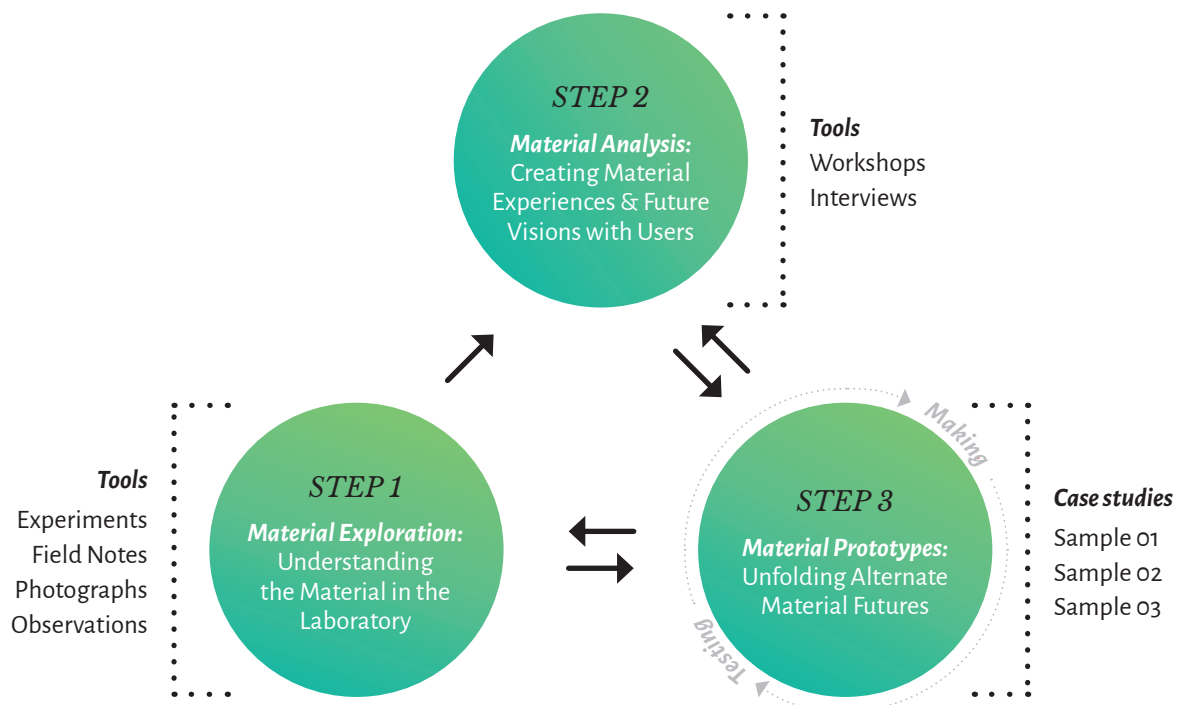 STEP 2
Material Analysis:
Creating Material
Experiences & Future
Visions with Users
Tools
Workshops
Interviews
Tools
Experiments
Field Notes
Photographs
Observations
STEP 1
Material Exploration:
Understanding
the Material in the
Laboratory
Making
STEP 3
Material Prototypes:
Unfolding Alternate
Material Futures
Testing
Case studies
Sample 01
Sample 02
Sample 03